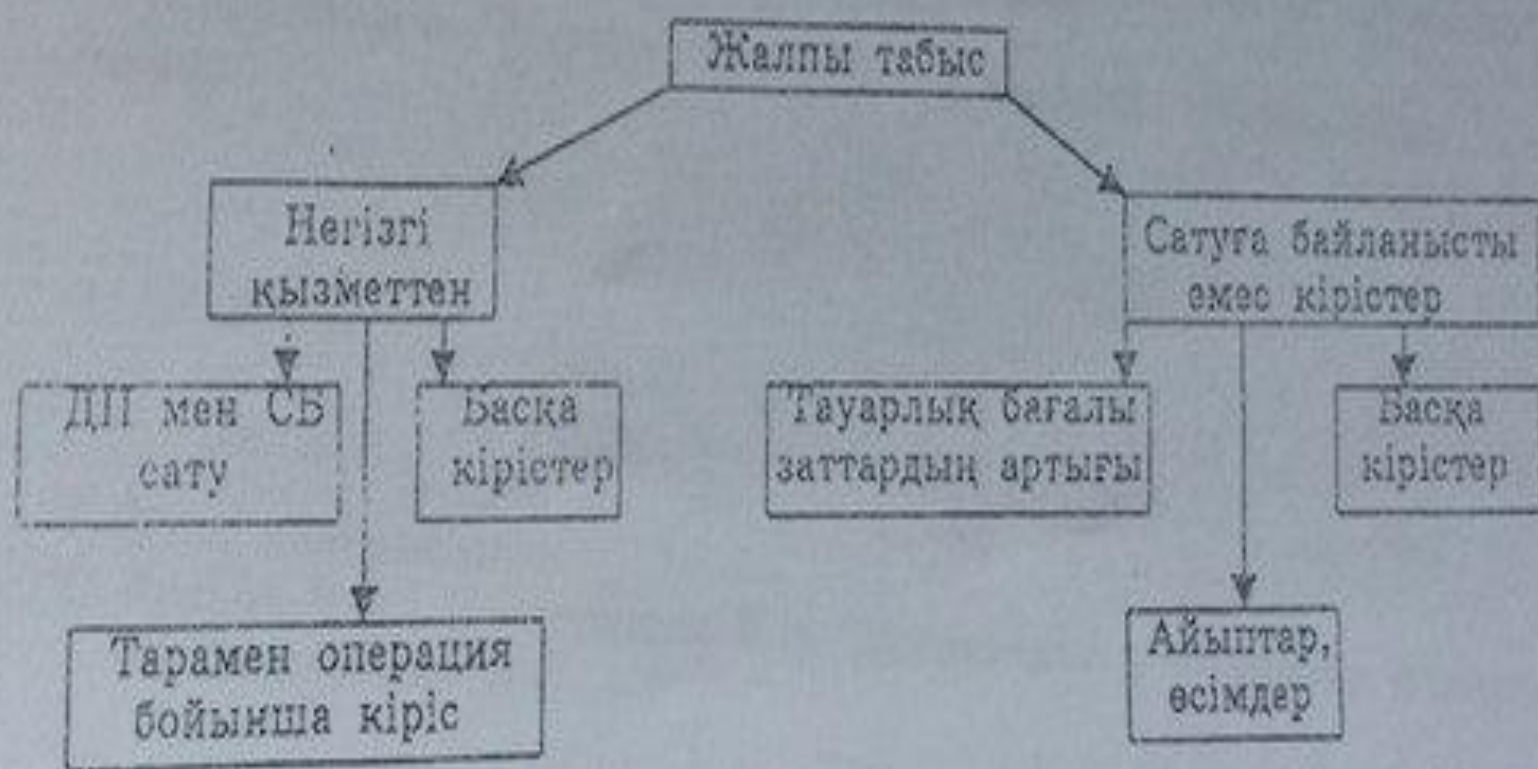 Жалпы табыс
Негізгі
қызметтен
Сатуға байланысты
емес кірістер
ДП мен СБ
сату
Басқа
кірістер
Тауарлық бағалы
заттардың артығы
Басқа
кірістер
Тарамен операция
бойынша кіріс
Айыптар,
өсімдер